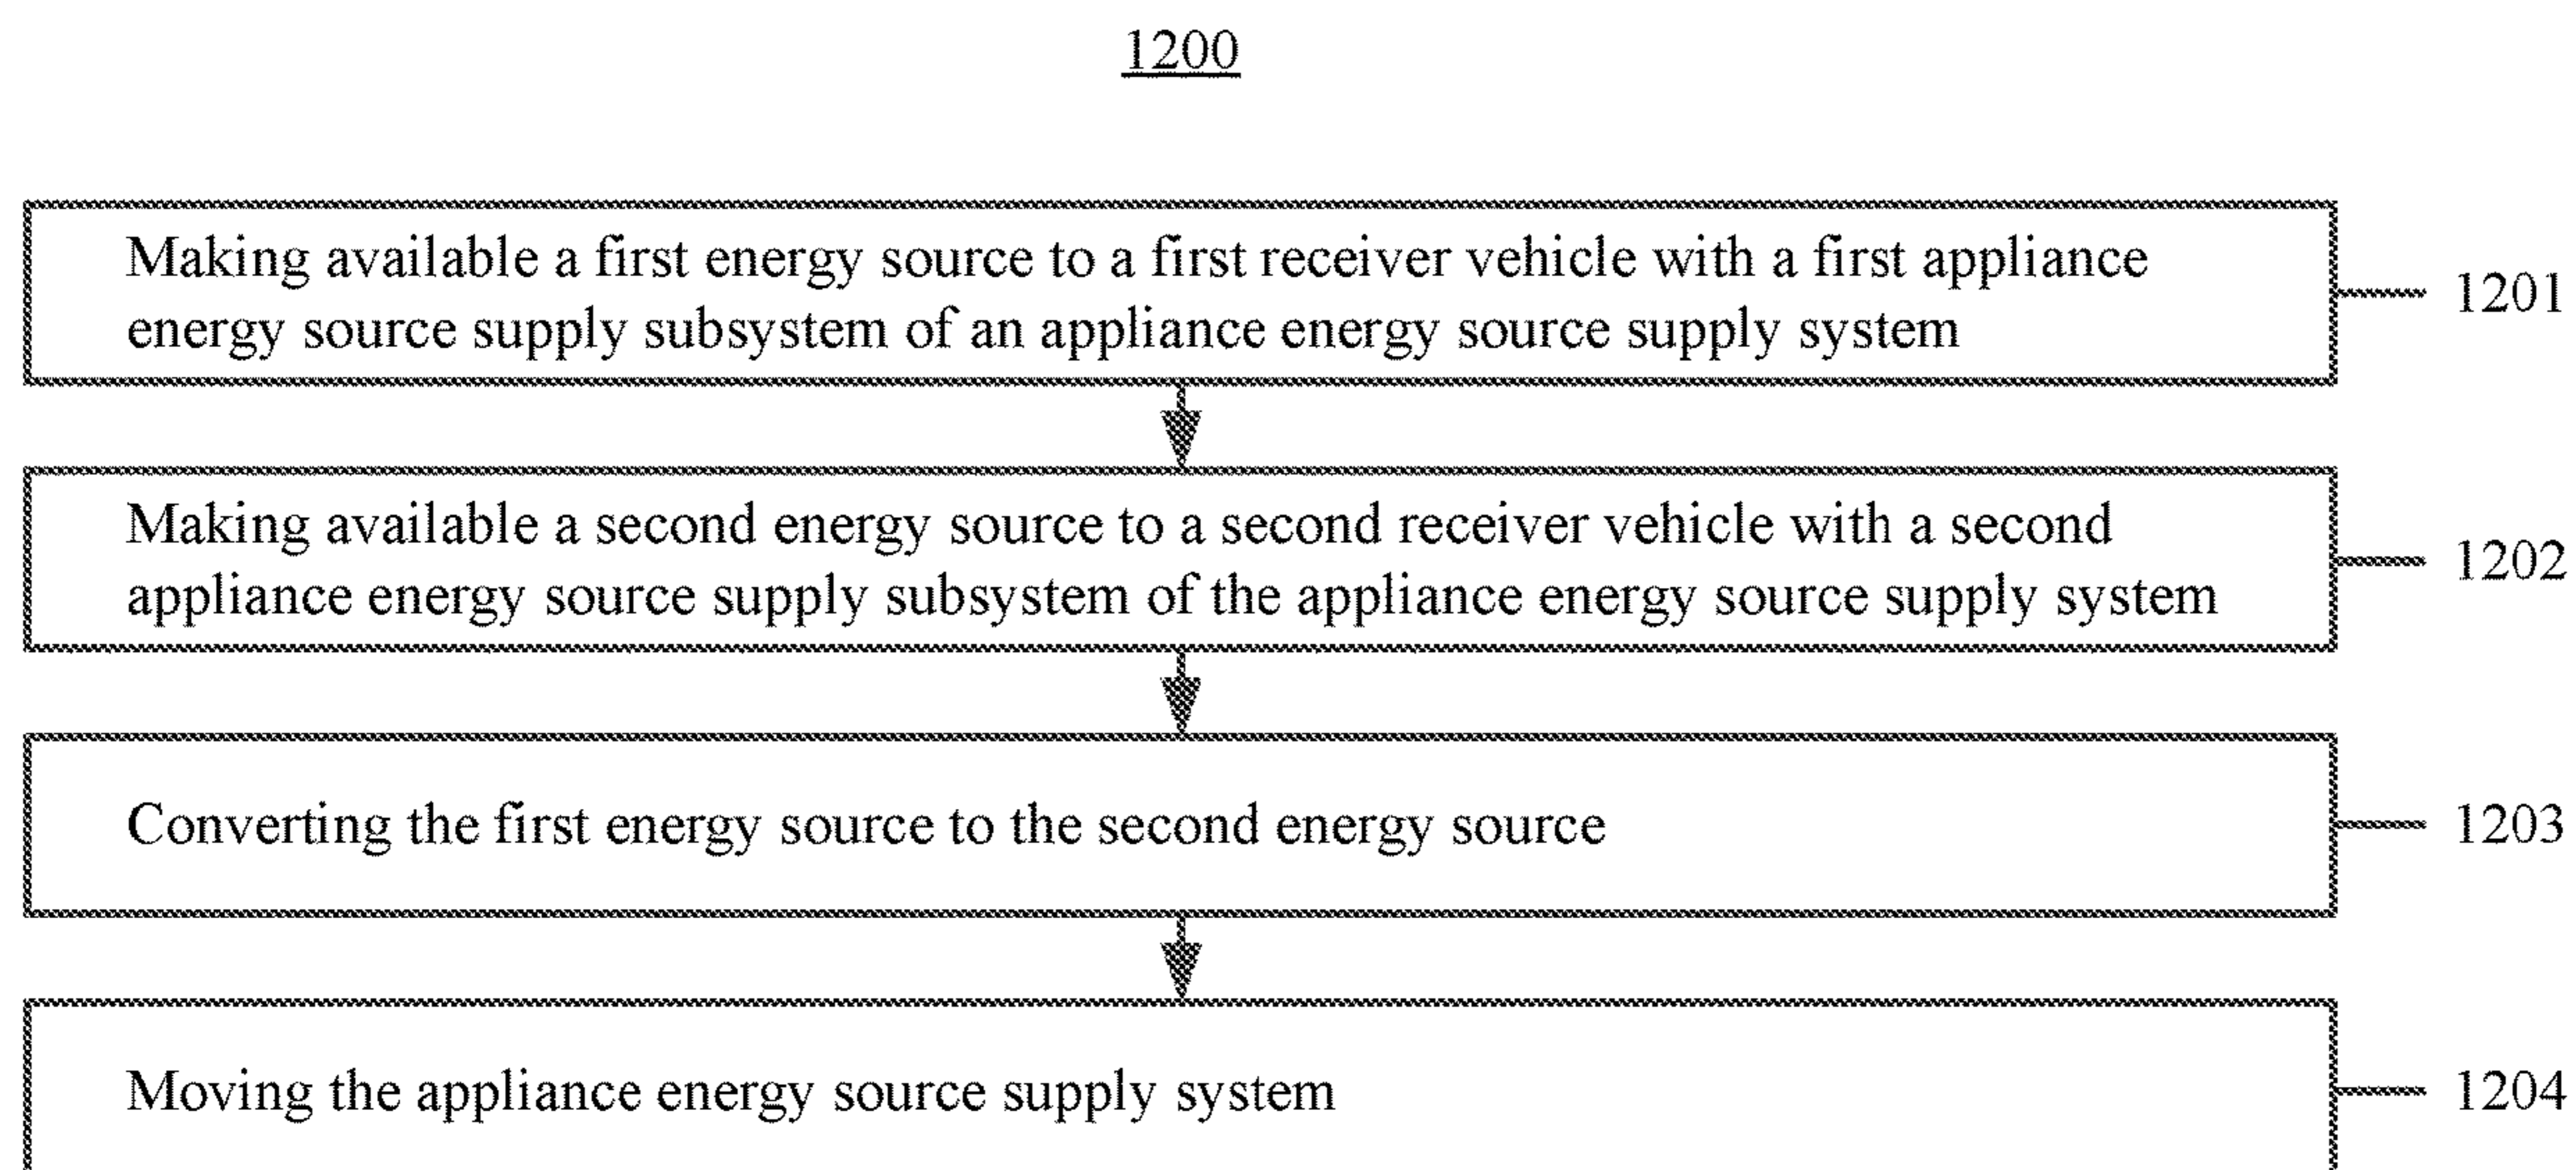 1200
Making available a first energy source to a first receiver vehicle with a first appliance
energy source supply subsystem of an appliance energy source supply system
1201
Making available a second energy source to a second receiver vehicle with a second
appliance energy source supply subsystem of the appliance energy source supply system
1202
Converting the first energy source to the second energy source
1203
Moving the appliance energy source supply system
1204